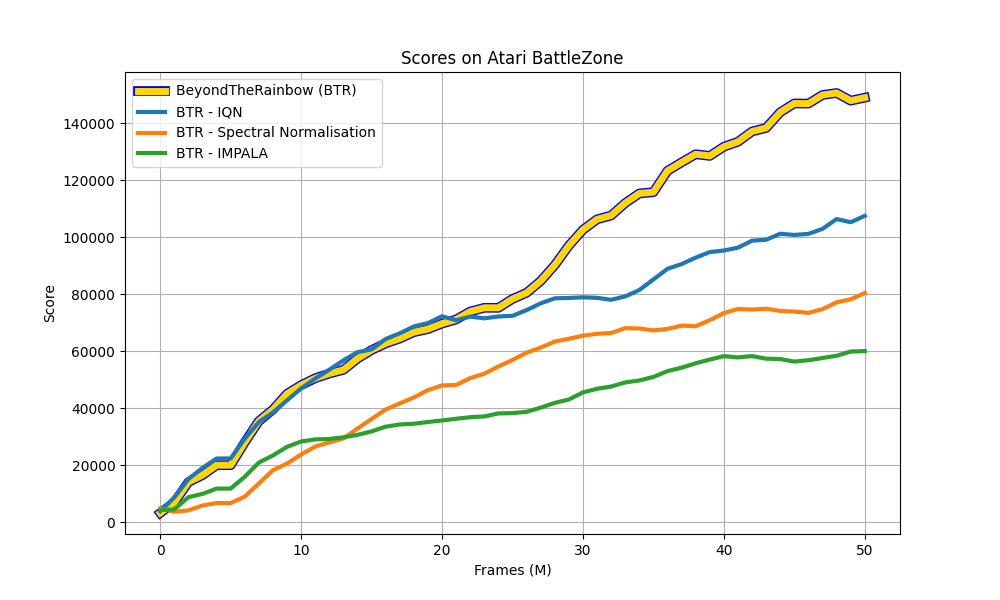 Scores on Atari BattleZone
BeyondTheRainbow (BTR)
BTR - IQN
BTR - Spectral Normalisation
BTR - IMPALA
Score
140000
120000
100000
80000
60000
40000
20000
0
0 10 20 30 40 50
Frames (M)